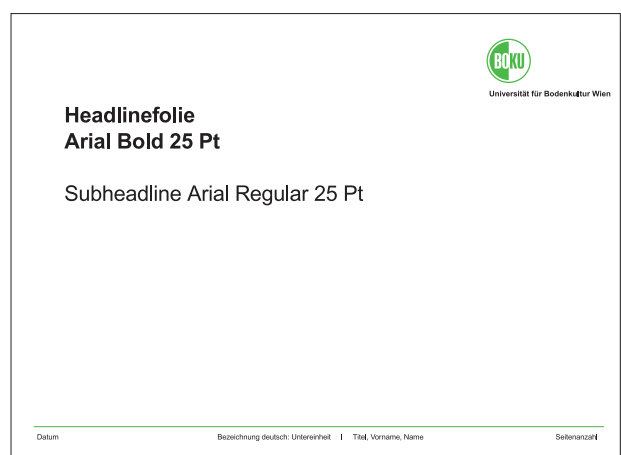 BOKU
Universität für Bodenkultur Wien
Headlinefolie
Arial Bold 25 Pt
Subheadline Arial Regular 25 Pt
Datum Bezeichnung deutsch: Untereinheit I Titel, Vorname, Name Seitenanzahl